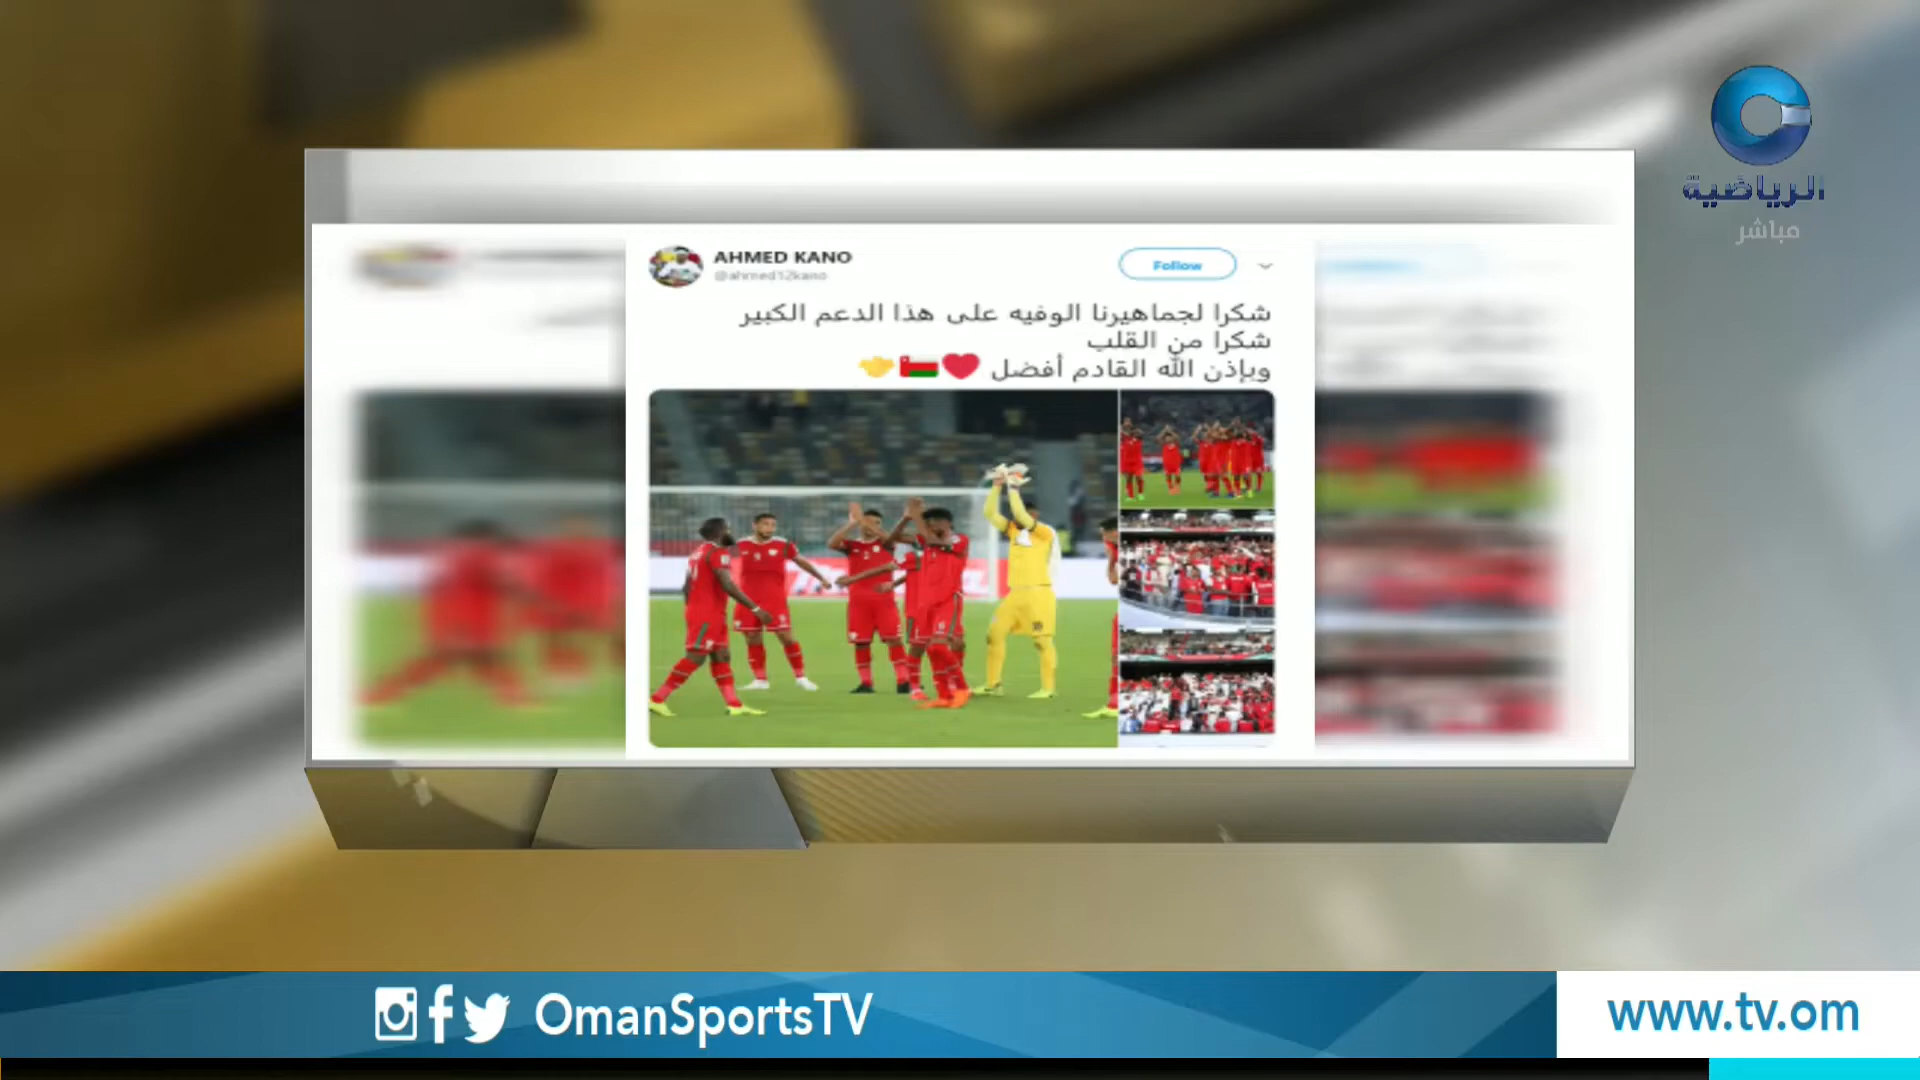 الرياضية
مباشر
AHMED KANO
@ahmed12kano
Follow
شكرا لجماهيرنا الوفيه على هذا الدعم الكبير
شكرا من القلب
وبإذن الله القادم أفضل ❤️🇴🇲🤝
OmanSportsTV
www.tv.om